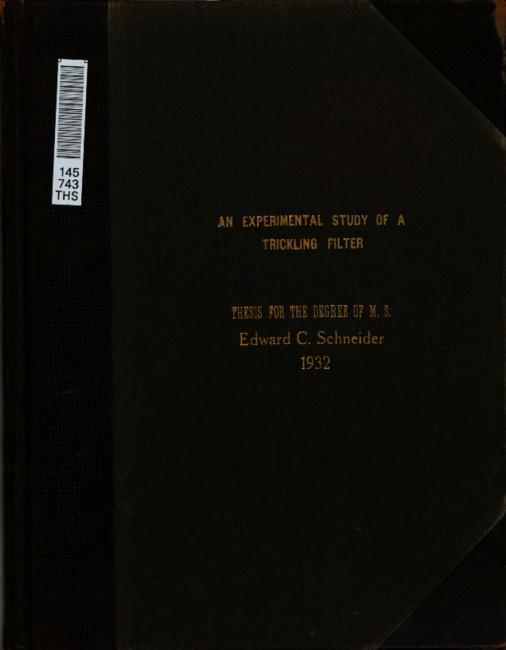 145
743
THS
AN EXPERIMENTAL STUDY OF A
TRICKLING FILTER
THESIS FOR THE DEGREE OF M. S.
Edward C. Schneider
1932